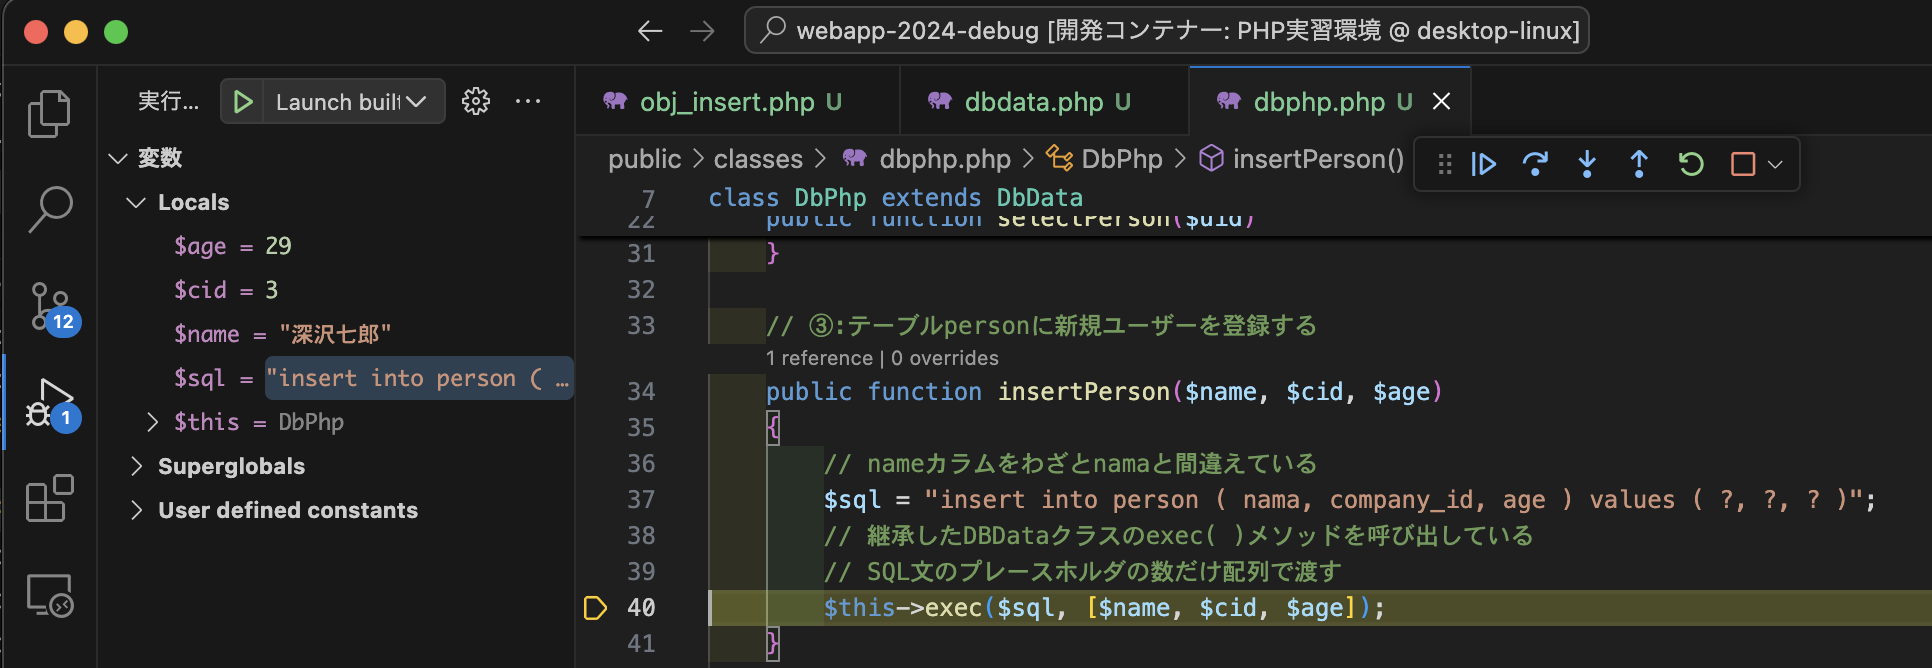 webapp-2024-debug [開発コンテナー: PHP実習環境 @ desktop-linux]
実行...
Launch buil
obj_insert.php U
dbdata.php U
dbphp.php U
public > classes > dbphp.php > DbPhp > insertPerson()
変数
Locals
$age = 29
$cid = 3
$name = "深沢七郎"
$sql = "insert into person ( …
$this = DbPhp
Superglobals
User defined constants
12
1
7 class DbPhp extends DbData
22 public function selectPerson($uid)
31 }
32
33 // ③:テーブルpersonに新規ユーザーを登録する
1 reference | 0 overrides
34 public function insertPerson($name, $cid, $age)
35 {
36 // nameカラムをわざとnamaと間違えている
37 $sql = "insert into person ( nama, company_id, age ) values ( ?, ?, ? )";
38 // 継承したDBDataクラスのexec( )メソッドを呼び出している
39 // SQL文のプレースホルダの数だけ配列で渡す
40 $this->exec($sql, [$name, $cid, $age]);
41 }